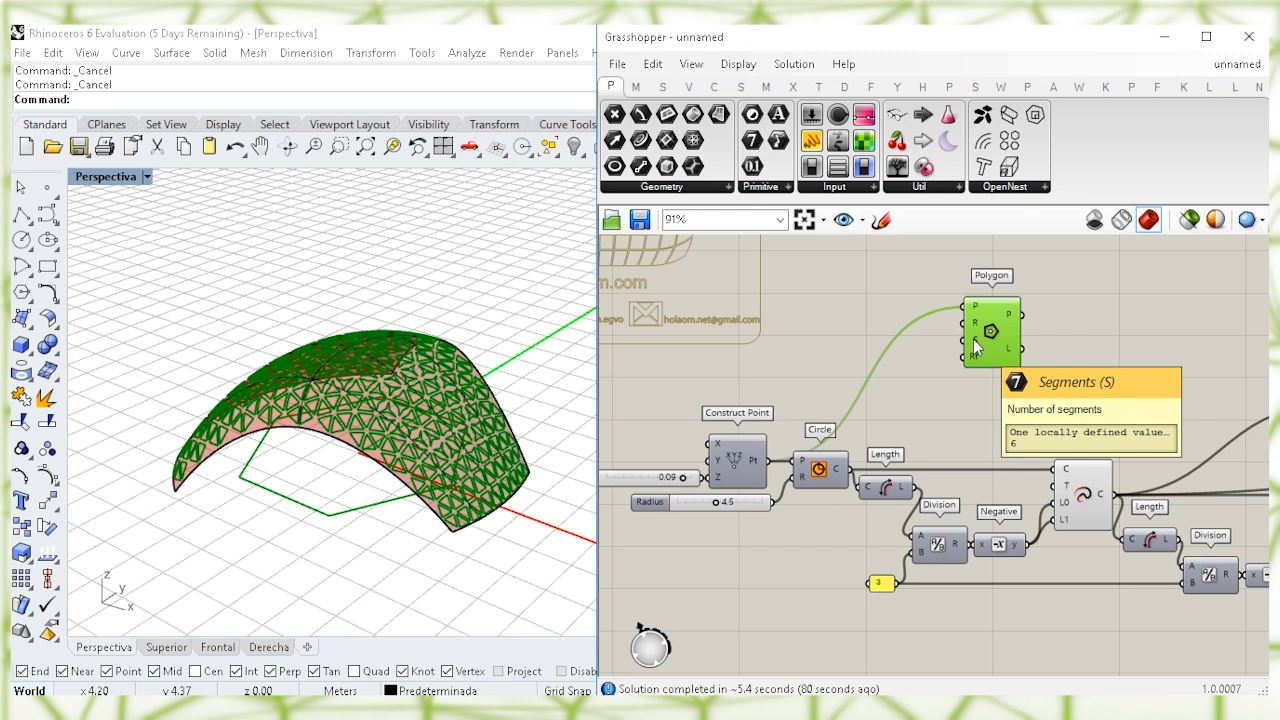 Rhinoceros 6 Evaluation (5 Days Remaining) - [Perspectiva]
File Edit View Curve Surface Solid Mesh Dimension Transform Tools Analyze Render Panels
Command: _Cancel
Command: _Cancel
Command:
Standard CPlanes Set View Display Select Viewport Layout Visibility Transform Curve Tools
Perspectiva
z
y
x
Perspectiva Superior Frontal Derecha
End Near Point Mid Cen Int Perp Tan Quad Knot Vertex Project Disab
World x 4.20 y 4.37 z 0.00 Meters Predeterminada Grid Snap
Grasshopper - unnamed
File Edit View Display Solution Help unnamed
P M S V C S M X T D F Y H P S P P A D P F K L L N
Geometry Primitive Input Util OpenNest
91%
m.com
.egvo holaom.net@gmail.com
Polygon
P
R
P
L
Segments (S)
Number of segments
One locally defined value…
6
Construct Point
X
Y
Z
XYZ
Pt
Circle
P
R
C
Length
C L
0.09
Radius 4.5
Division
A
B
A/B
R
Negative
x -x y
3
C
T
L0
L1
C
Length
C L
Division
A
B
A/B
R
x
Solution completed in ~5.4 seconds (80 seconds ago) 1.0.0007